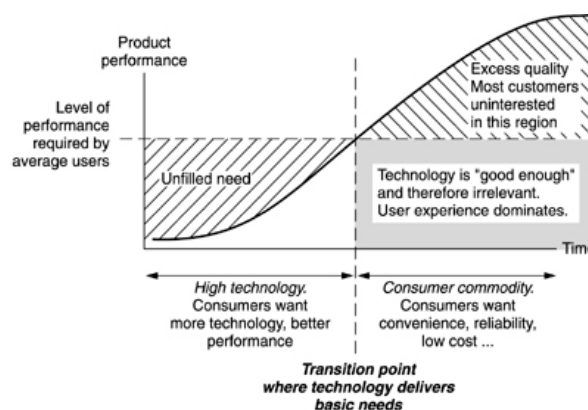 Product
performance
Level of
performance
required by
average users
Excess quality
Most customers
uninterested
in this region
Unfilled need
Technology is "good enough"
and therefore irrelevant.
User experience dominates.
Time
High technology.
Consumers want
more technology, better
performance
Consumer commodity.
Consumers want
convenience, reliability,
low cost ...
Transition point
where technology delivers
basic needs